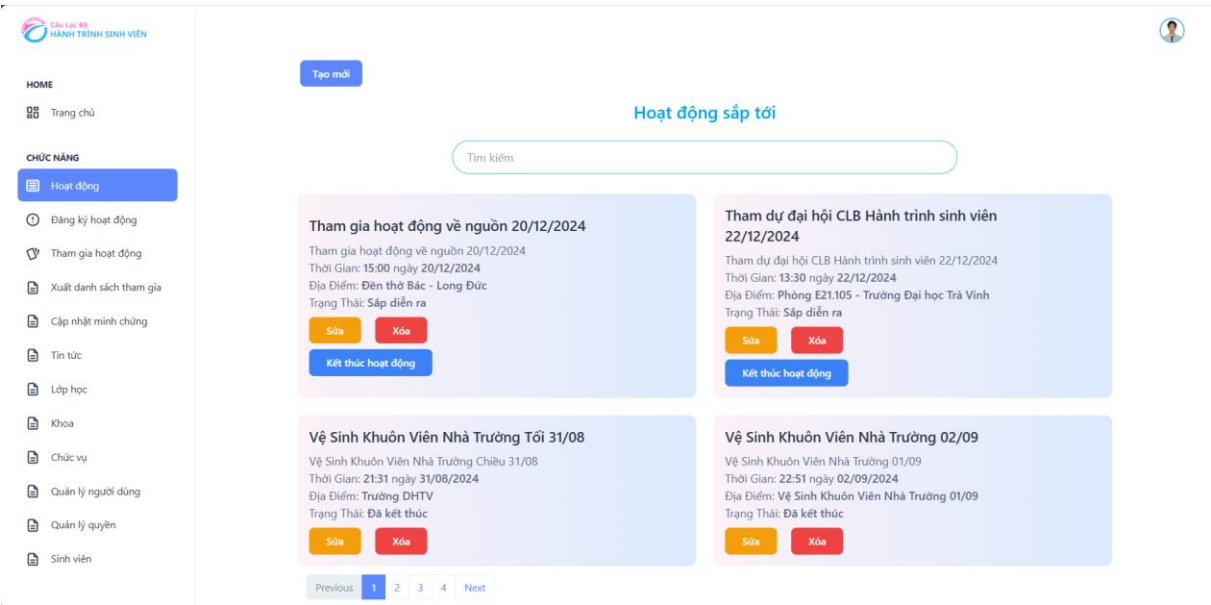 Câu Lạc Bộ
HÀNH TRÌNH SINH VIÊN
HOME
Trang chủ
CHỨC NĂNG
Hoạt động
Đăng ký hoạt động
Tham gia hoạt động
Xuất danh sách tham gia
Cập nhật minh chứng
Tin tức
Lớp học
Khoa
Chức vụ
Quản lý người dùng
Quản lý quyền
Sinh viên
Tạo mới
Hoạt động sắp tới
Tìm kiếm
Tham gia hoạt động về nguồn 20/12/2024
Tham gia hoạt động về nguồn 20/12/2024
Thời Gian: 15:00 ngày 20/12/2024
Địa Điểm: Đền thờ Bác - Long Đức
Trạng Thái: Sắp diễn ra
Sửa Xóa
Kết thúc hoạt động
Tham dự đại hội CLB Hành trình sinh viên
22/12/2024
Tham dự đại hội CLB Hành trình sinh viên 22/12/2024
Thời Gian: 13:30 ngày 22/12/2024
Địa Điểm: Phòng E21.105 - Trường Đại học Trà Vinh
Trạng Thái: Sắp diễn ra
Sửa Xóa
Kết thúc hoạt động
Vệ Sinh Khuôn Viên Nhà Trường Tối 31/08
Vệ Sinh Khuôn Viên Nhà Trường Chiều 31/08
Thời Gian: 21:31 ngày 31/08/2024
Địa Điểm: Trường DHTV
Trạng Thái: Đã kết thúc
Sửa Xóa
Vệ Sinh Khuôn Viên Nhà Trường 02/09
Vệ Sinh Khuôn Viên Nhà Trường 01/09
Thời Gian: 22:51 ngày 02/09/2024
Địa Điểm: Vệ Sinh Khuôn Viên Nhà Trường 01/09
Trạng Thái: Đã kết thúc
Sửa Xóa
Previous 1 2 3 4 Next